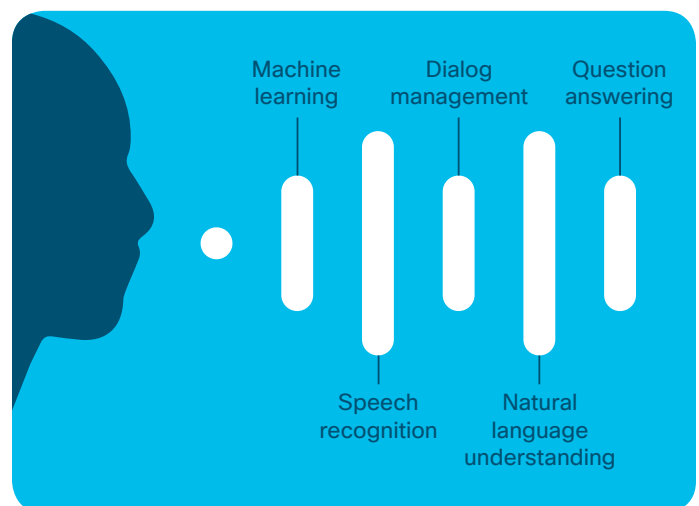 Machine
learning
Dialog
management
Question
answering
Speech
recognition
Natural
language
understanding